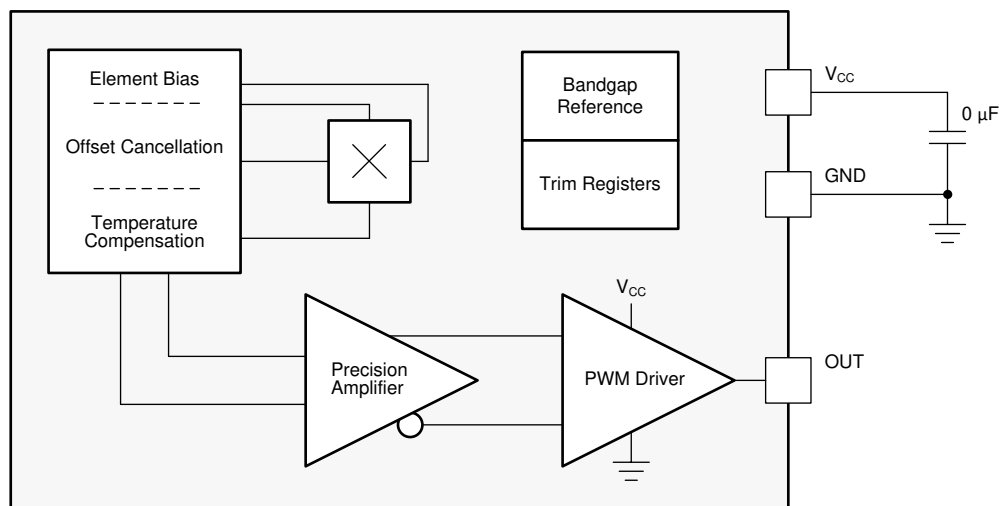 Element Bias
Offset Cancellation
Temperature
Compensation
Bandgap
Reference
Trim Registers
VCC
0 µF
GND
Precision
Amplifier
VCC
PWM Driver
OUT